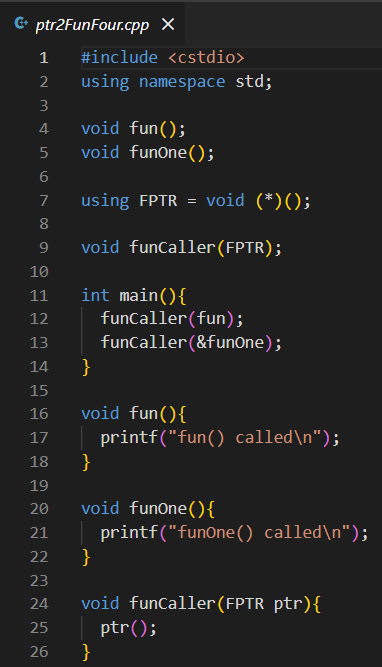 ptr2FunFour.cpp
1 #include <cstdio>
2 using namespace std;
3
4 void fun();
5 void funOne();
6
7 using FPTR = void (*)();
8
9 void funCaller(FPTR);
10
11 int main(){
12   funCaller(fun);
13   funCaller(&funOne);
14 }
15
16 void fun(){
17   printf("fun() called\n");
18 }
19
20 void funOne(){
21   printf("funOne() called\n");
22 }
23
24 void funCaller(FPTR ptr){
25   ptr();
26 }